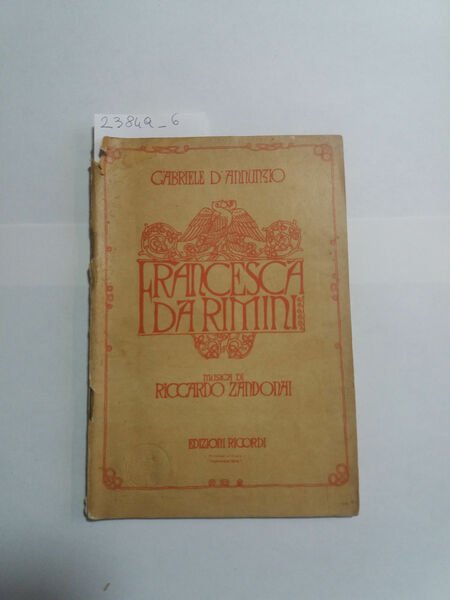 23849_6
GABRIELE D'ANNUNZIO
FRANCESCA
DA RIMINI
MUSICA DI
RICCARDO ZANDONAI
EDIZIONI RICORDI